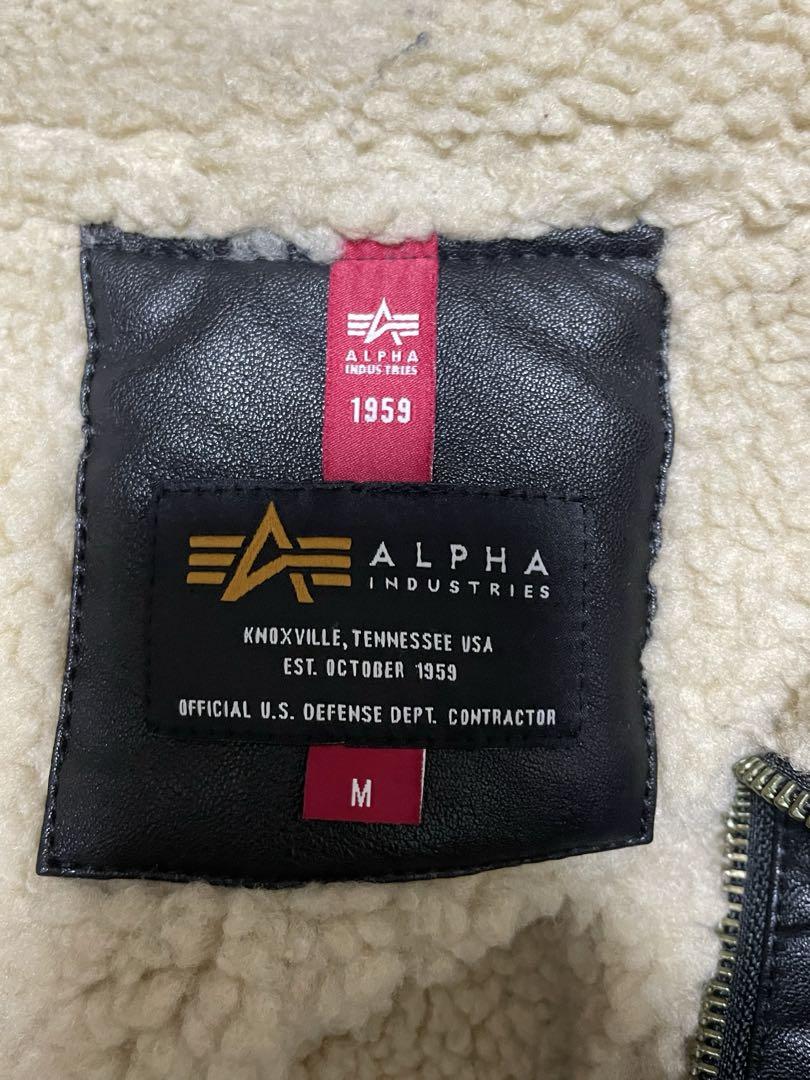 ALPHA
INDUSTRIES
1959
ALPHA
INDUSTRIES
KNOXVILLE, TENNESSEE USA
EST. OCTOBER 1959
OFFICIAL U.S. DEFENSE DEPT. CONTRACTOR
M